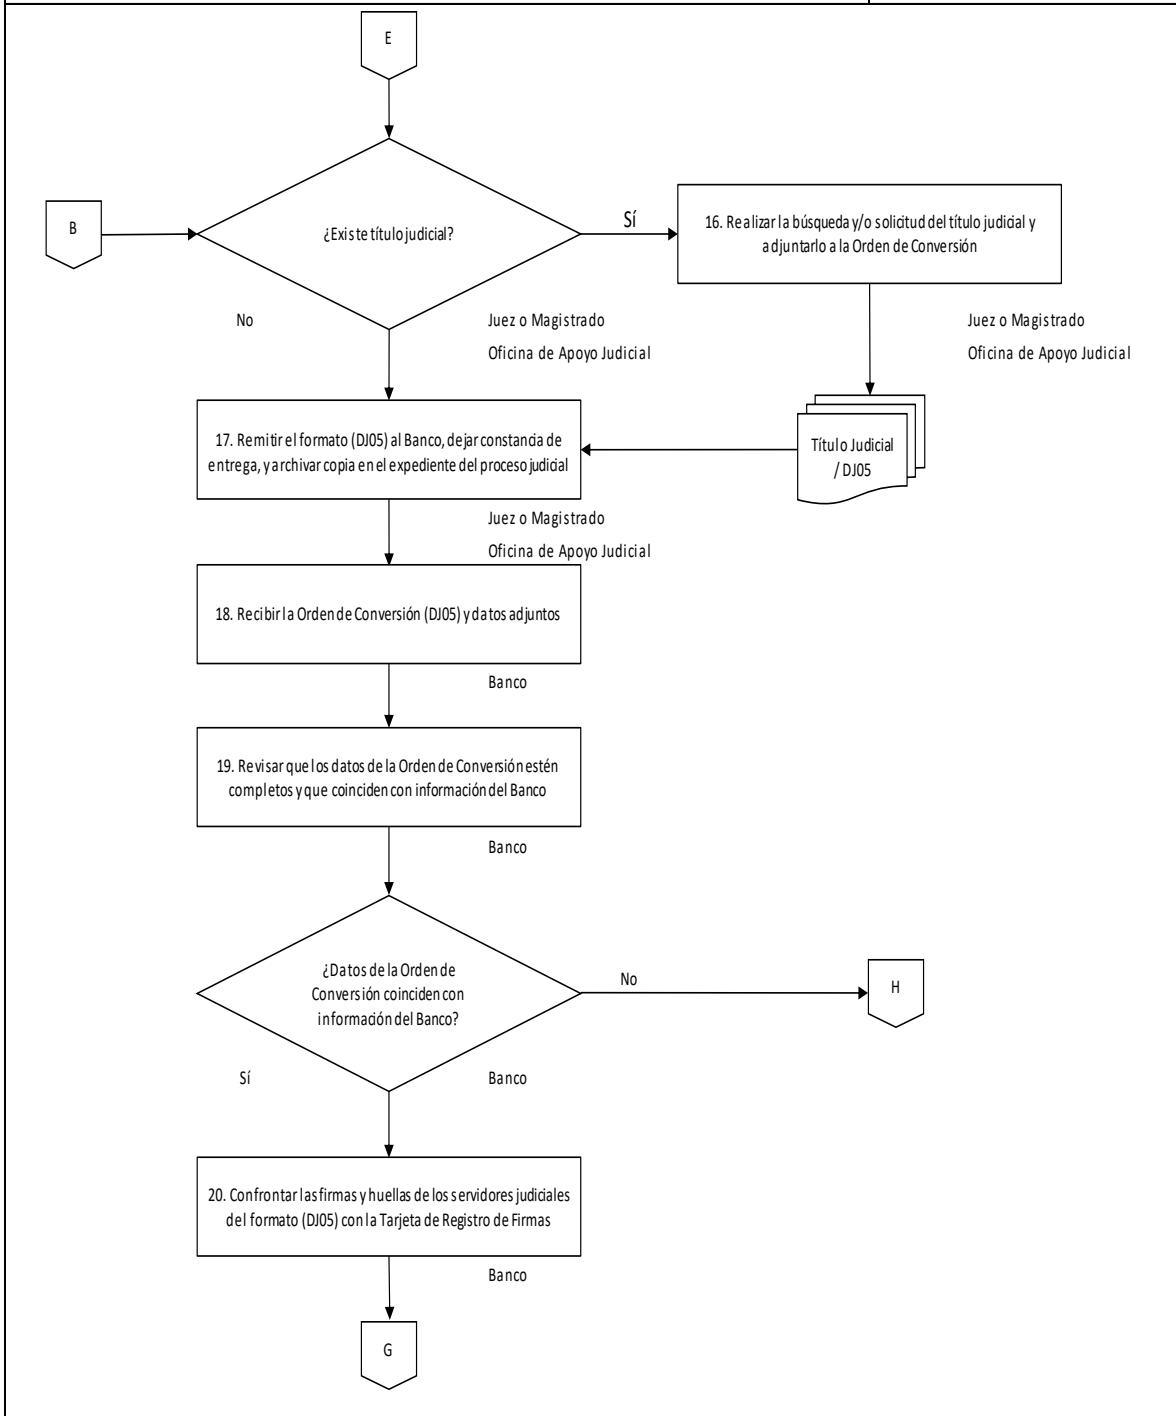 E
B
¿Existe título judicial?
Sí
16. Realizar la búsqueda y/o solicitud del título judicial y
adjuntarlo a la Orden de Conversión
No
Juez o Magistrado
Oficina de Apoyo Judicial
Juez o Magistrado
Oficina de Apoyo Judicial
17. Remitir el formato (DJ05) al Banco, dejar constancia de
entrega, y archivar copia en el expediente del proceso judicial
Título Judicial
/ DJ05
Juez o Magistrado
Oficina de Apoyo Judicial
18. Recibir la Orden de Conversión (DJ05) y datos adjuntos
Banco
19. Revisar que los datos de la Orden de Conversión estén
completos y que coinciden con información del Banco
Banco
¿Datos de la Orden de
Conversión coinciden con
información del Banco?
No
H
Sí
Banco
20. Confrontar las firmas y huellas de los servidores judiciales
del formato (DJ05) con la Tarjeta de Registro de Firmas
Banco
G